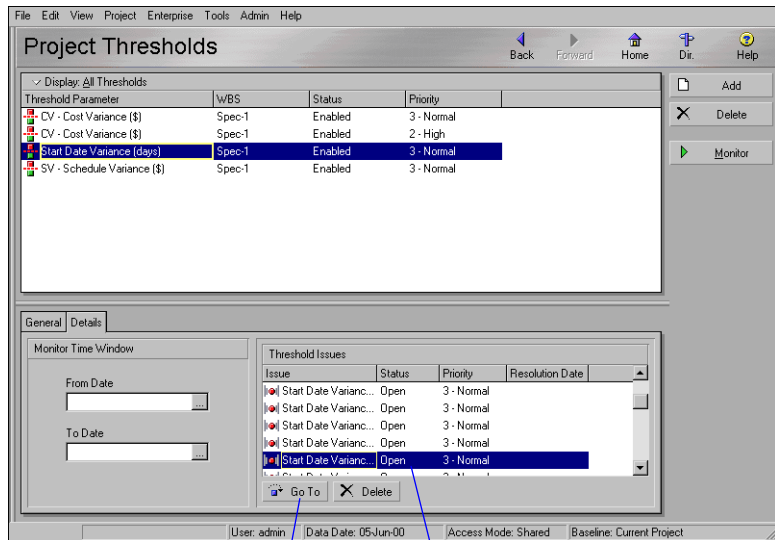 File Edit View Project Enterprise Tools Admin Help
Project Thresholds
Back Forward Home Dir. Help
Display: All Thresholds
Threshold Parameter WBS Status Priority
CV - Cost Variance ($) Spec-1 Enabled 3 - Normal
CV - Cost Variance ($) Spec-1 Enabled 2 - High
Start Date Variance (days) Spec-1 Enabled 3 - Normal
SV - Schedule Variance ($) Spec-1 Enabled 3 - Normal
Add
Delete
Monitor
General Details
Monitor Time Window
From Date
...
To Date
...
Threshold Issues
Issue Status Priority Resolution Date
Start Date Varianc... Open 3 - Normal
Start Date Varianc... Open 3 - Normal
Start Date Varianc... Open 3 - Normal
Start Date Varianc... Open 3 - Normal
Start Date Varianc... Open 3 - Normal
Go To Delete
User: admin Data Date: 05-Jun-00 Access Mode: Shared Baseline: Current Project